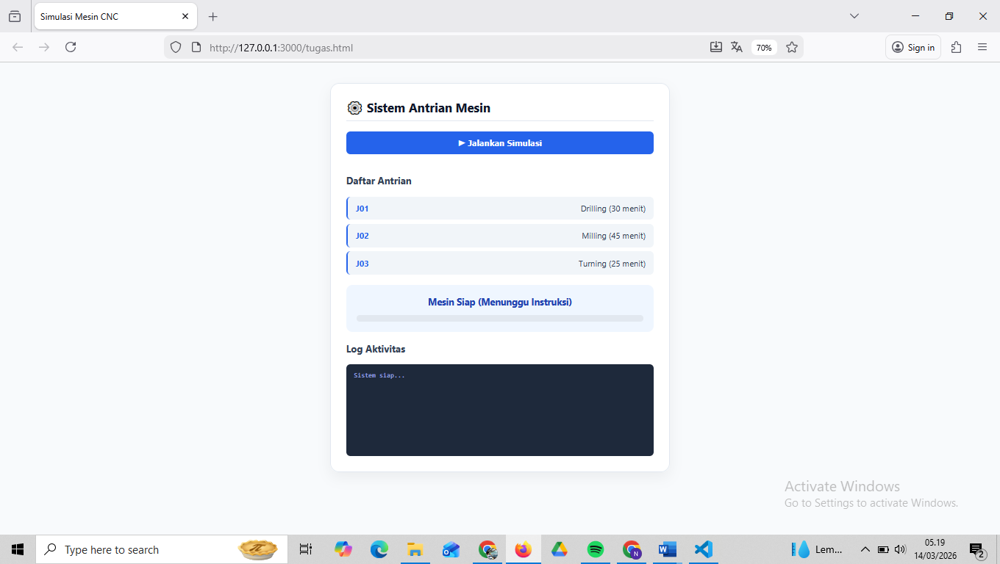 Simulasi Mesin CNC
http://127.0.0.1:3000/tugas.html
70%
Sign in
Sistem Antrian Mesin
Jalankan Simulasi
Daftar Antrian
J01 Drilling (30 menit)
J02 Milling (45 menit)
J03 Turning (25 menit)
Mesin Siap (Menunggu Instruksi)
Log Aktivitas
Sistem siap...
Activate Windows
Go to Settings to activate Windows.
Type here to search
Lem...
05.19
14/03/2026
2